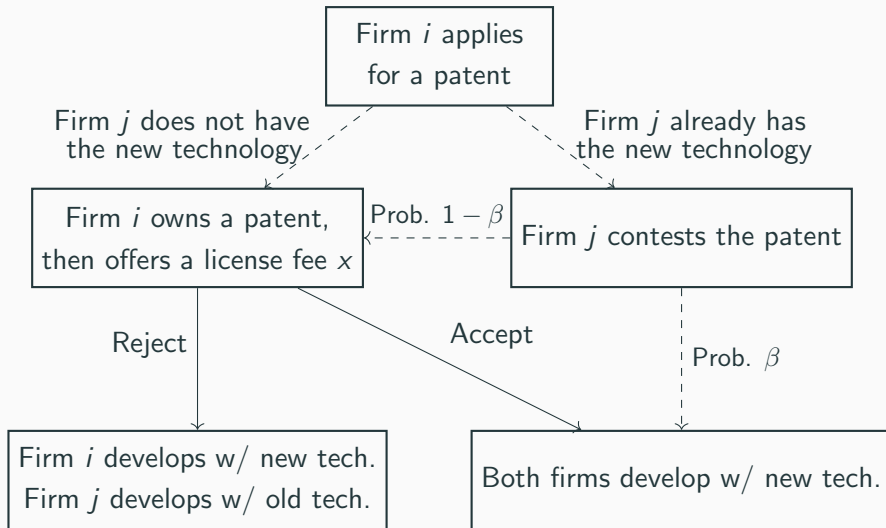 Firm i applies
for a patent
Firm j does not have
the new technology
Firm j already has
the new technology
Firm i owns a patent,
then offers a license fee x
Prob. 1 − β
Firm j contests the patent
Reject
Accept
Prob. β
Firm i develops w/ new tech.
Firm j develops w/ old tech.
Both firms develop w/ new tech.